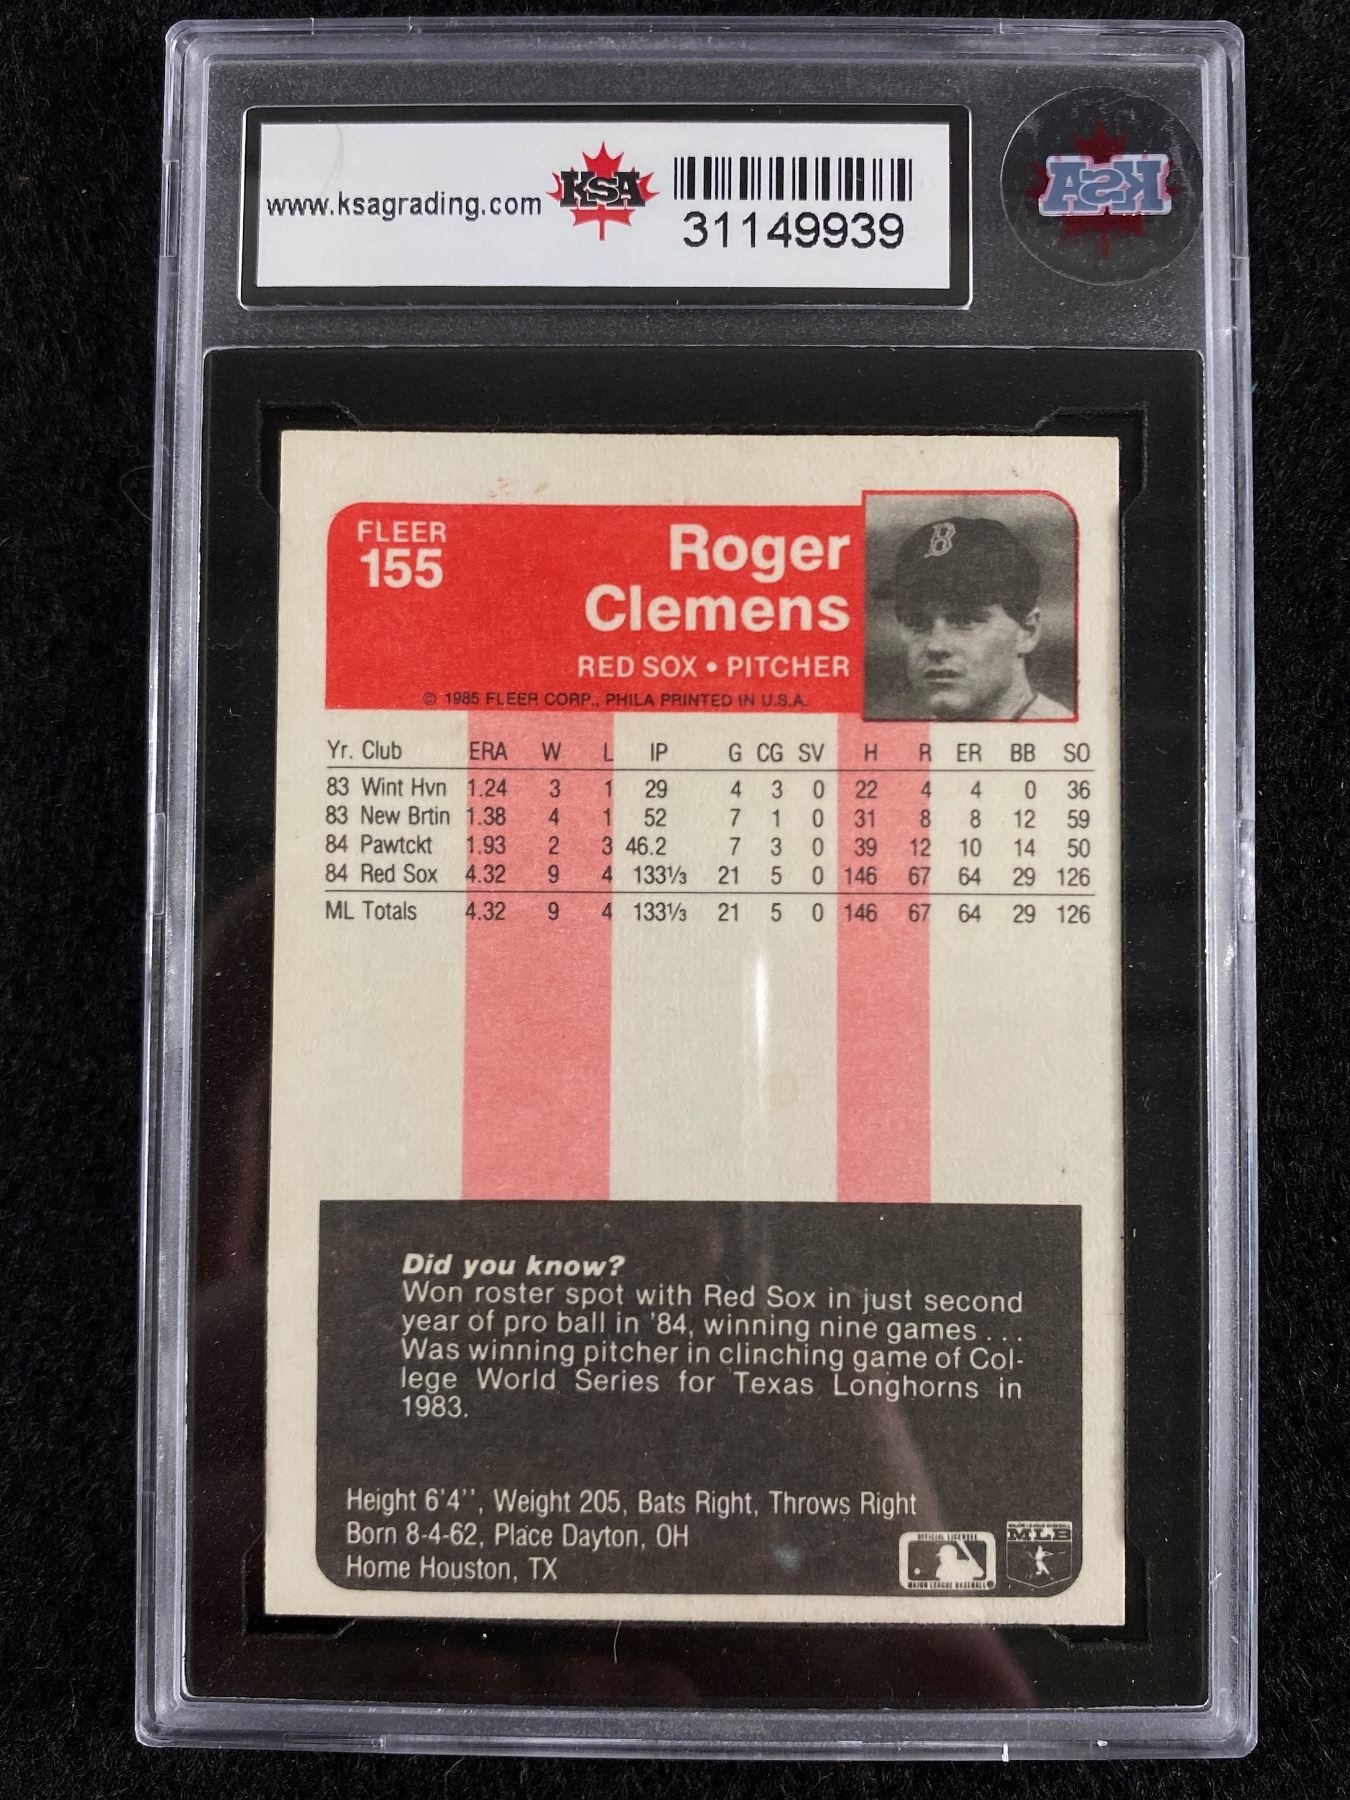 www.ksagrading.com KSA
31149939
KSA
FLEER
155
Roger
Clemens
RED SOX • PITCHER
© 1985 FLEER CORP., PHILA PRINTED IN U.S.A.
B
Yr. Club ERA W L IP G CG SV H R ER BB SO
83 Wint Hvn 1.24 3 1 29 4 3 0 22 4 4 0 36
83 New Brtin 1.38 4 1 52 7 1 0 31 8 8 12 59
84 Pawtckt 1.93 2 3 46.2 7 3 0 39 12 10 14 50
84 Red Sox 4.32 9 4 133⅓ 21 5 0 146 67 64 29 126
ML Totals 4.32 9 4 133⅓ 21 5 0 146 67 64 29 126
Did you know?
Won roster spot with Red Sox in just second
year of pro ball in '84, winning nine games . . .
Was winning pitcher in clinching game of Col-
lege World Series for Texas Longhorns in
1983.
Height 6'4'', Weight 205, Bats Right, Throws Right
Born 8-4-62, Place Dayton, OH
Home Houston, TX
OFFICIAL LICENSEE
MAJOR LEAGUE BASEBALL
MAJOR LEAGUE BASEBALL
MLB